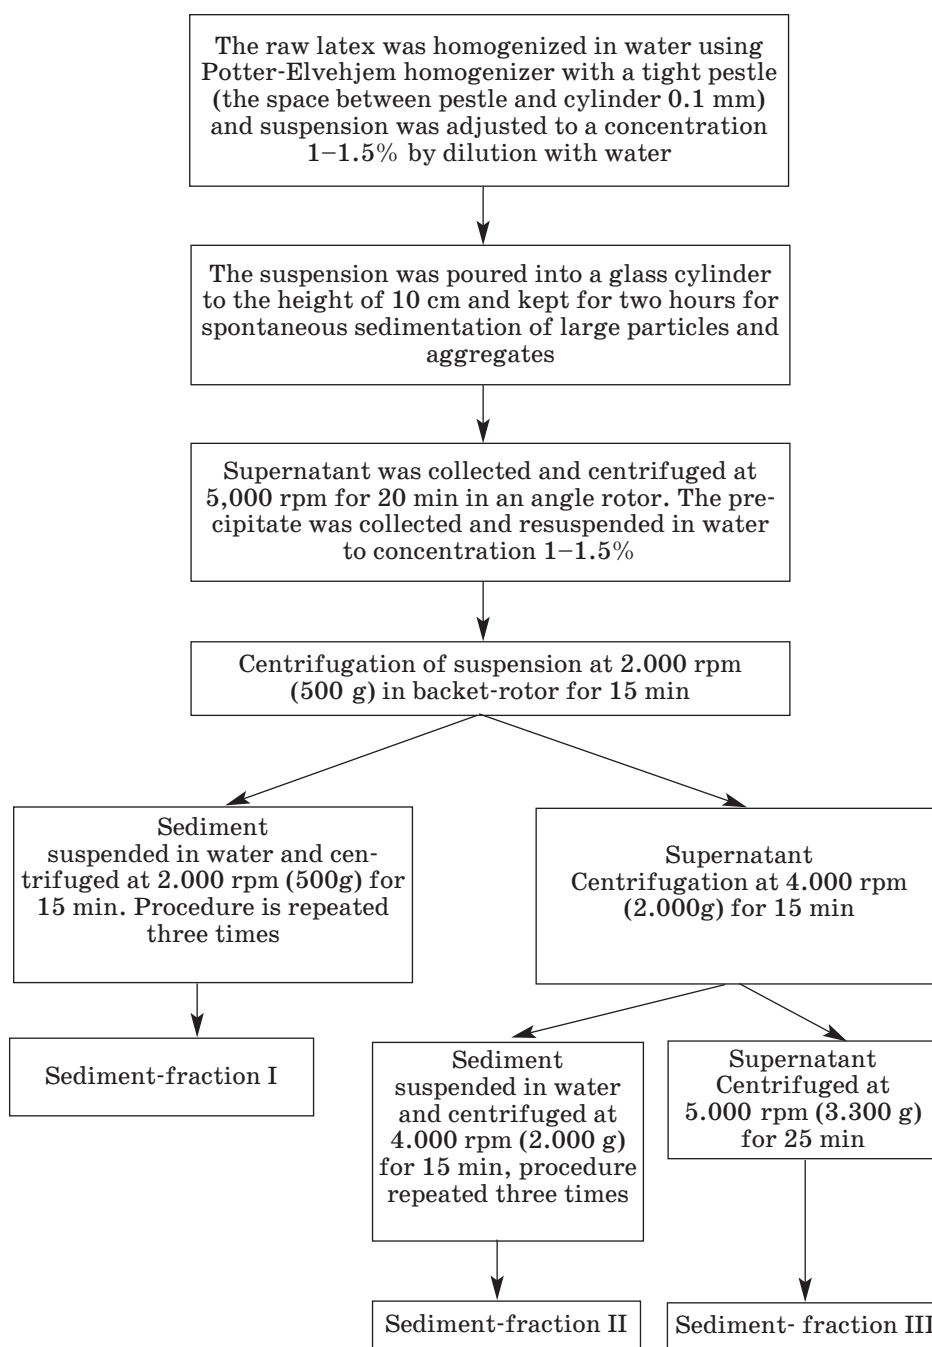 The raw latex was homogenized in water using
Potter-Elvehjem homogenizer with a tight pestle
(the space between pestle and cylinder 0.1 mm)
and suspension was adjusted to a concentration
1–1.5% by dilution with water
The suspension was poured into a glass cylinder
to the height of 10 cm and kept for two hours for
spontaneous sedimentation of large particles and
aggregates
Supernatant was collected and centrifuged at
5,000 rpm for 20 min in an angle rotor. The pre-
cipitate was collected and resuspended in water
to concentration 1–1.5%
Centrifugation of suspension at 2.000 rpm
(500 g) in backet-rotor for 15 min
Sediment
suspended in water and cen-
trifuged at 2.000 rpm (500g) for
15 min. Procedure is repeated
three times
Supernatant
Centrifugation at 4.000 rpm
(2.000g) for 15 min
Sediment-fraction I
Sediment
suspended in water
and centrifuged at
4.000 rpm (2.000 g)
for 15 min, procedure
repeated three times
Supernatant
Centrifuged at
5.000 rpm (3.300 g)
for 25 min
Sediment-fraction II
Sediment- fraction III